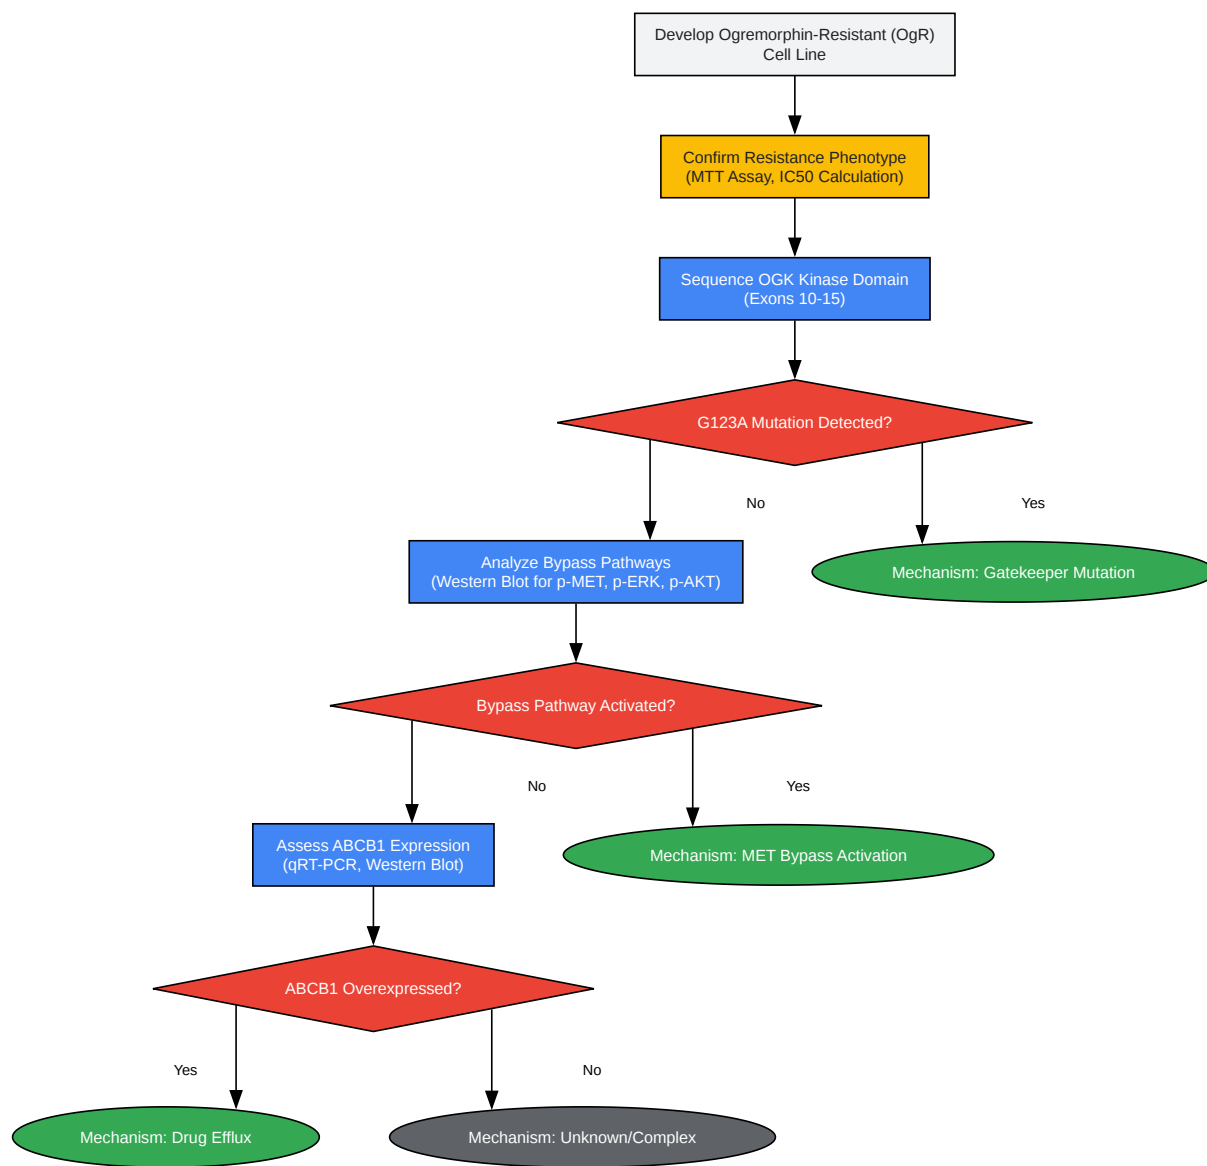 Develop Ogremorphin-Resistant (OgR)
Cell Line
Confirm Resistance Phenotype
(MTT Assay, IC50 Calculation)
Sequence OGK Kinase Domain
(Exons 10-15)
G123A Mutation Detected?
No
Yes
Analyze Bypass Pathways
(Western Blot for p-MET, p-ERK, p-AKT)
Mechanism: Gatekeeper Mutation
Bypass Pathway Activated?
No
Yes
Assess ABCB1 Expression
(qRT-PCR, Western Blot)
Mechanism: MET Bypass Activation
ABCB1 Overexpressed?
Yes
No
Mechanism: Drug Efflux
Mechanism: Unknown/Complex